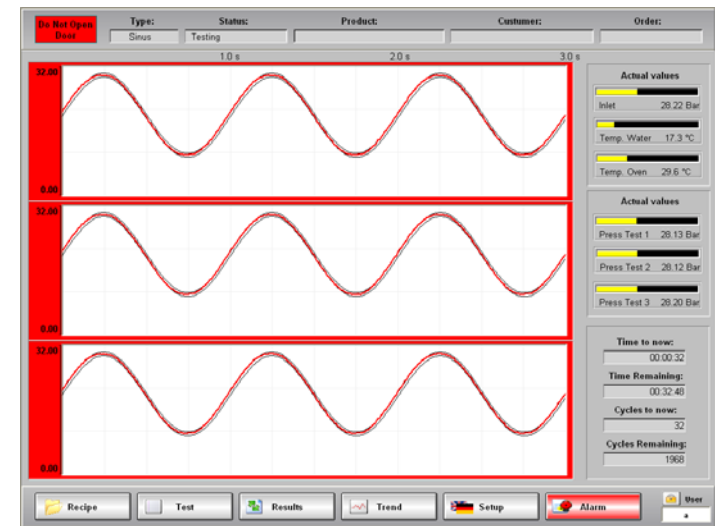 Do Not Open
Door
Type:
Sinus
Status:
Testing
Product:
Custumer:
Order:
1.0 s
2.0 s
3.0 s
32.00
0.00
32.00
0.00
32.00
0.00
Actual values
Inlet 28.22 Bar
Temp. Water 17.3 °C
Temp. Oven 29.6 °C
Actual values
Press Test 1 28.13 Bar
Press Test 2 28.12 Bar
Press Test 3 28.20 Bar
Time to now:
00:00:32
Time Remaining:
00:32:48
Cycles to now:
32
Cycles Remaining:
1968
Recipe
Test
Results
Trend
Setup
Alarm
User
a